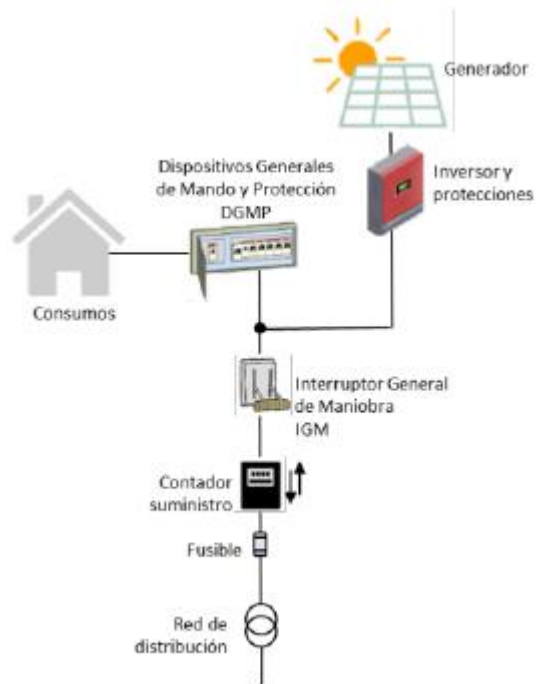 Generador
Dispositivos Generales
de Mando y Protección
DGMP
Inversor y
protecciones
Consumos
Interruptor General
de Maniobra
IGM
Contador
suministro
Fusible
Red de
distribución